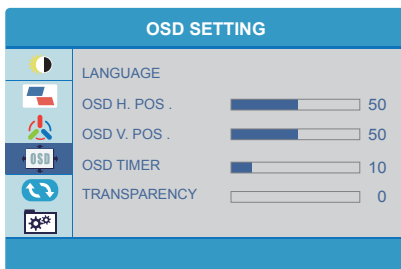 OSD SETTING
LANGUAGE
OSD H. POS . 50
OSD V. POS . 50
OSD
OSD TIMER 10
TRANSPARENCY 0